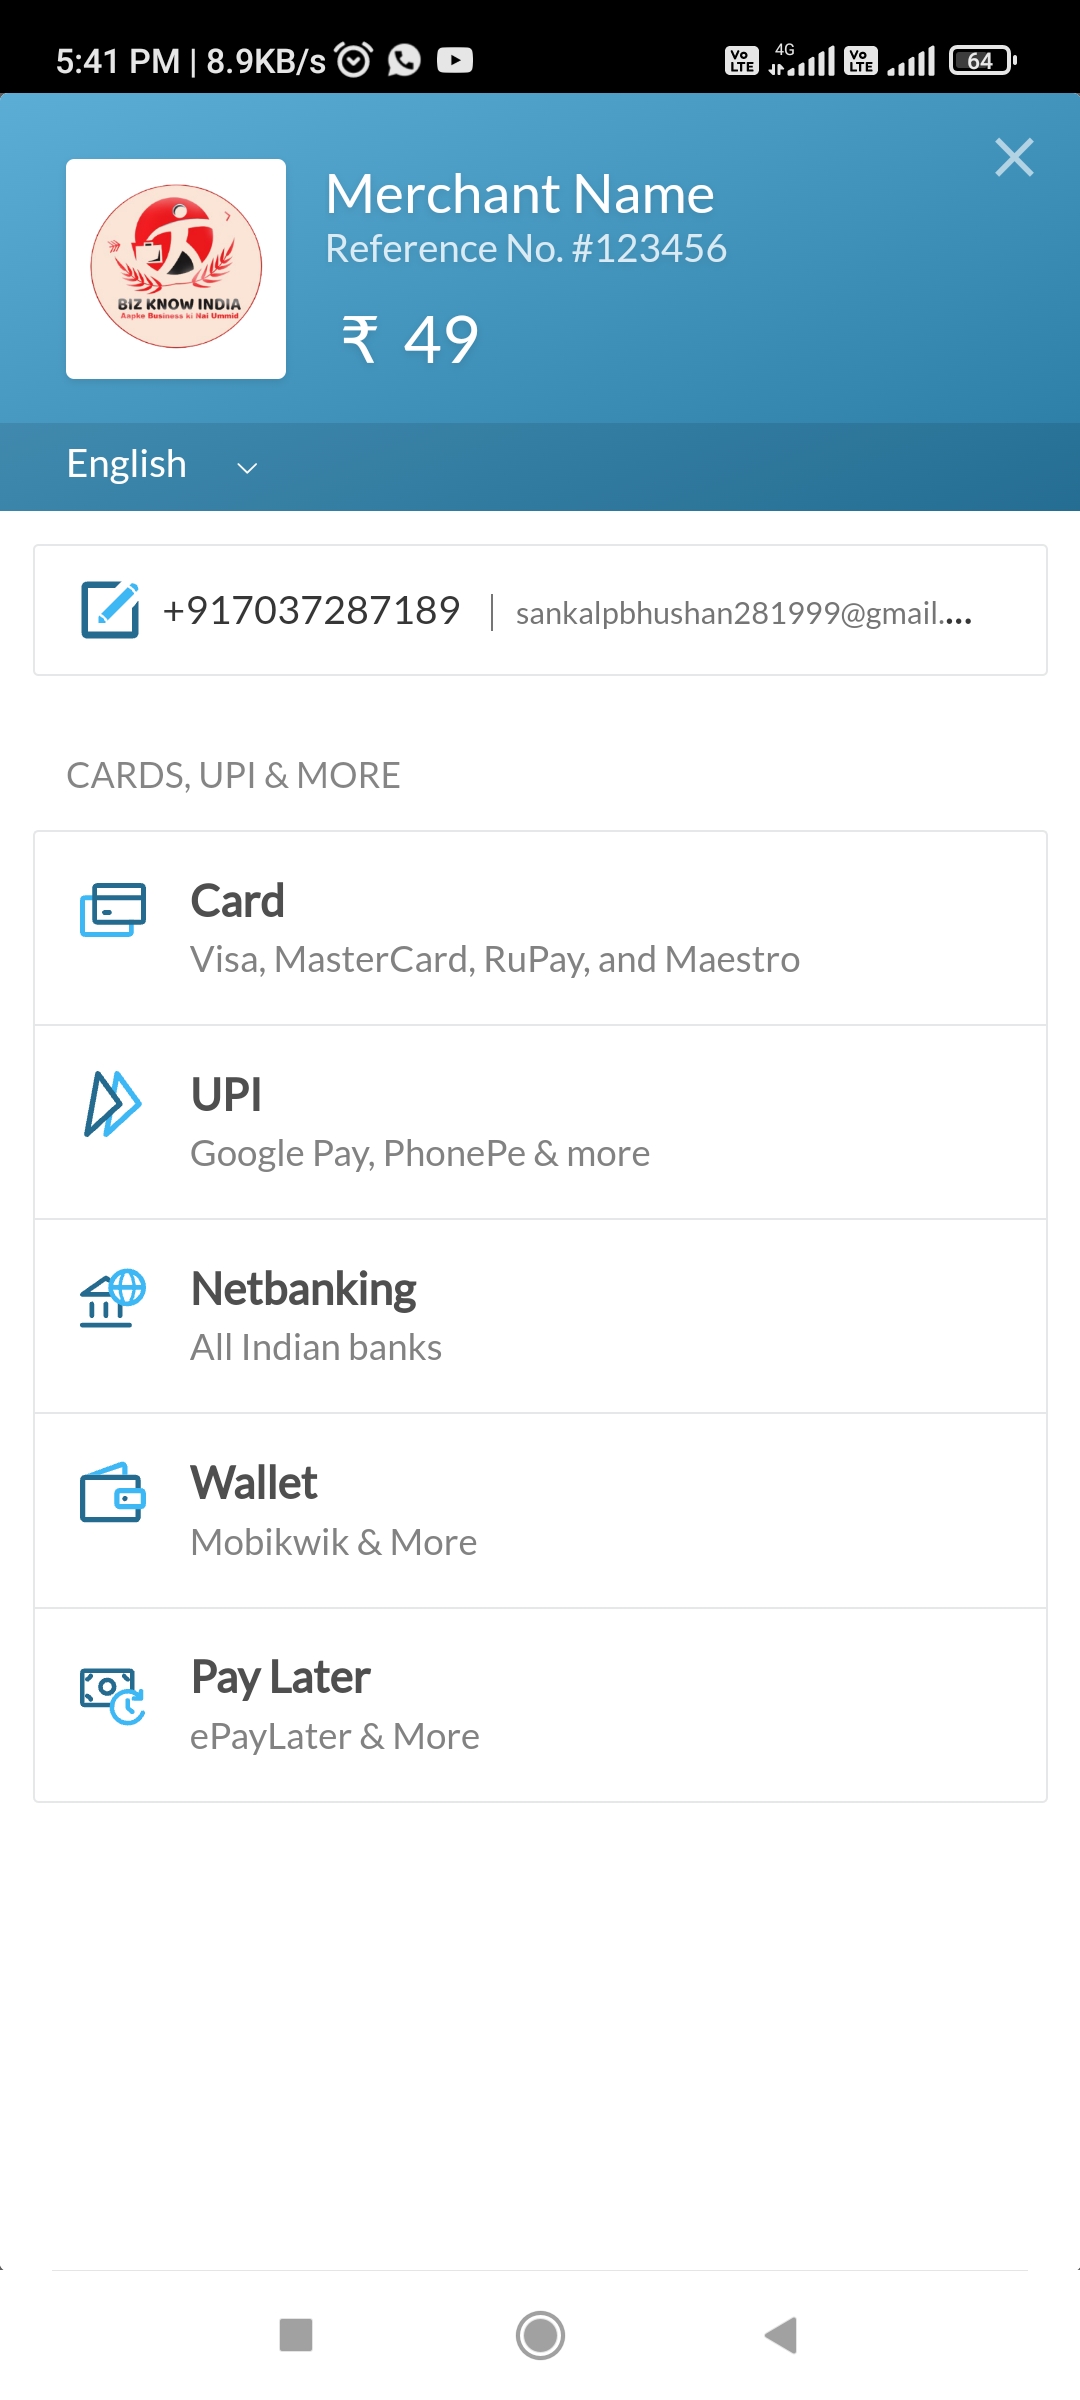 5:41 PM | 8.9KB/s
Vo LTE 4G Vo LTE 64
BIZ KNOW INDIA
Aapke Business ki Nai Ummid
Merchant Name
Reference No. #123456
₹ 49
English
+917037287189 | sankalpbhushan281999@gmail....
CARDS, UPI & MORE
Card
Visa, MasterCard, RuPay, and Maestro
UPI
Google Pay, PhonePe & more
Netbanking
All Indian banks
Wallet
Mobikwik & More
Pay Later
ePayLater & More